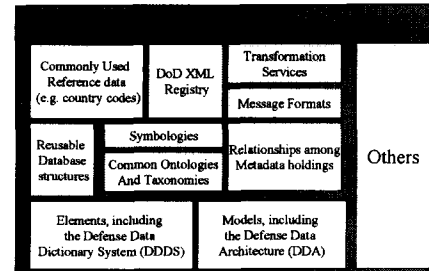 Commonly Used
Reference data
(e.g. country codes)
DoD XML
Registry
Transformation
Services
Message Formats
Reusable
Database
structures
Symbologies
Common Ontologies
And Taxonomies
Relationships among
Metadata holdings
Others
Elements, including
the Defense Data
Dictionary System (DDDS)
Models, including
the Defense Data
Architecture (DDA)